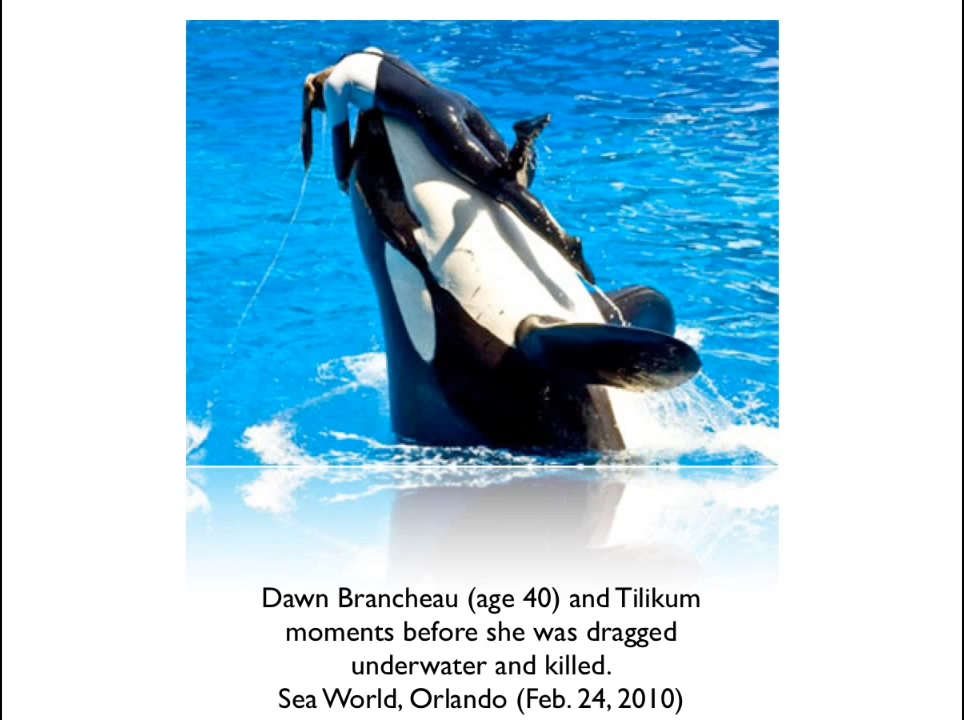 Dawn Brancheau (age 40) and Tilikum
moments before she was dragged
underwater and killed.
Sea World, Orlando (Feb. 24, 2010)